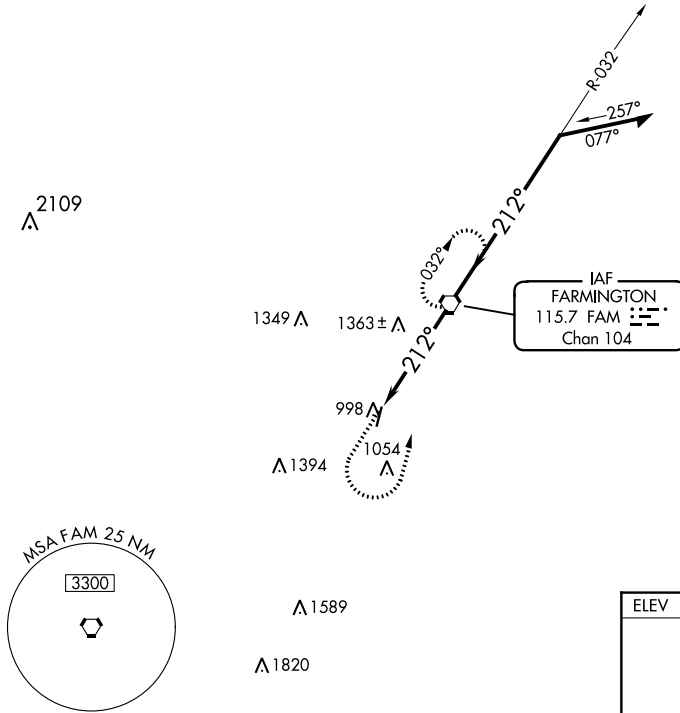 R-032
257°
077°
2109
212°
032°
IAF
FARMINGTON
115.7 FAM
Chan 104
1349
1363±
212°
998
1054
1394
MSA FAM 25 NM
3300
1589
ELEV
1820